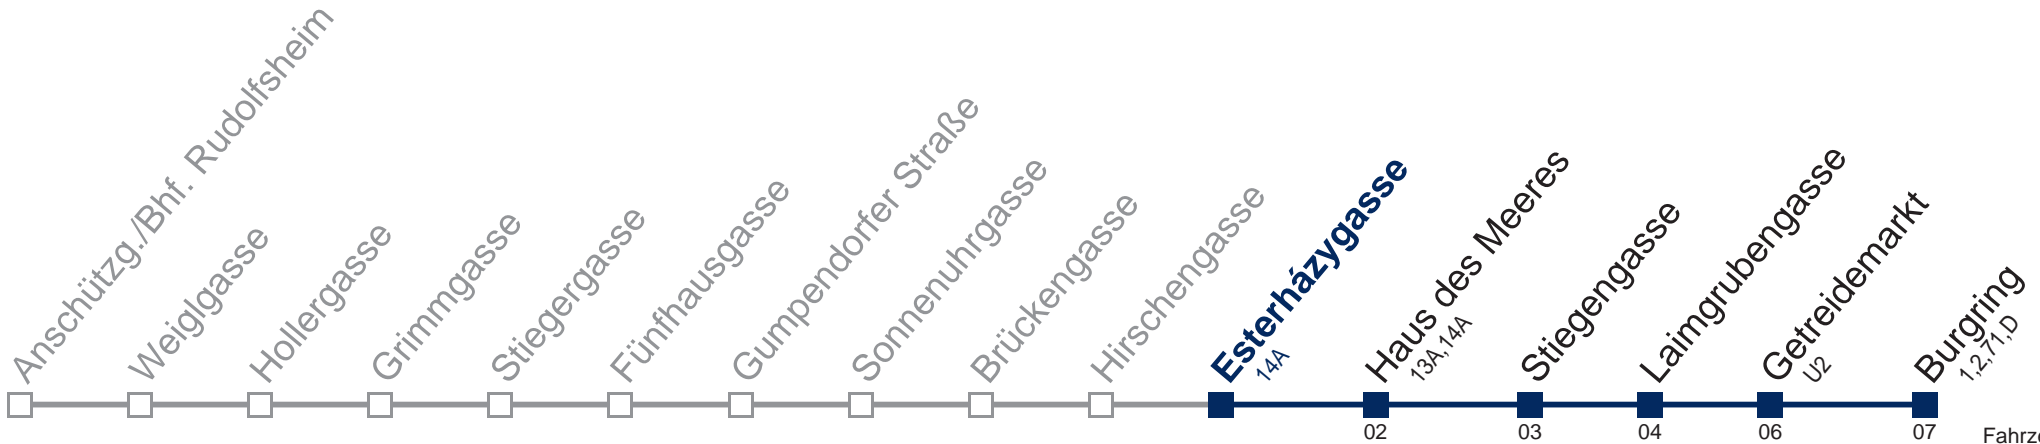 Anschützg./Bhf. Rudolfsheim
Weiglgasse
Hollergasse
Grimmgasse
Stiegergasse
Fünfhausgasse
Gumpendorfer Straße
Sonnenuhrgasse
Brückengasse
Hirschengasse
Esterházygasse
14A
Haus des Meeres
13A,14A
Stiegengasse
Laimgrubengasse
Getreidemarkt
U2
Burgring
1,2,71,D
02
03
04
06
07